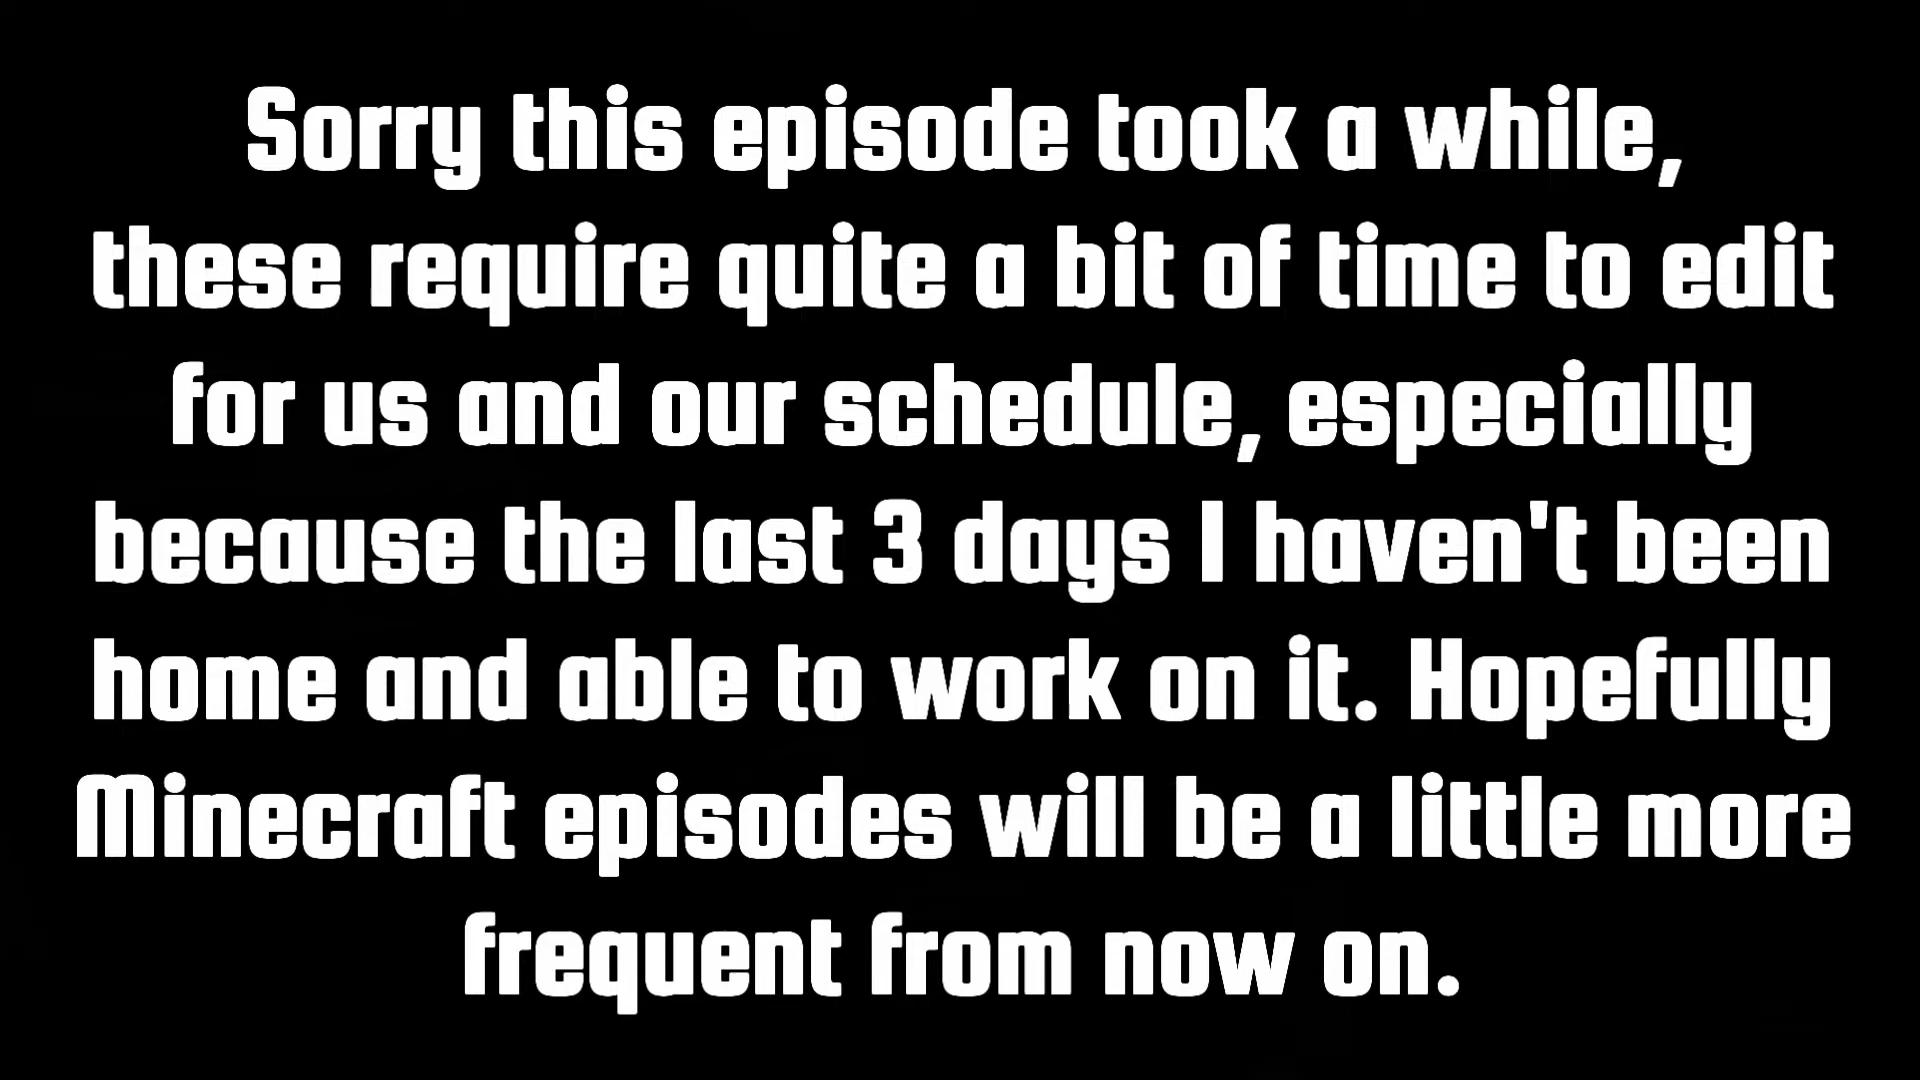 Sorry this episode took a while,
these require quite a bit of time to edit
for us and our schedule, especially
because the last 3 days I haven't been
home and able to work on it. Hopefully
Minecraft episodes will be a little more
frequent from now on.